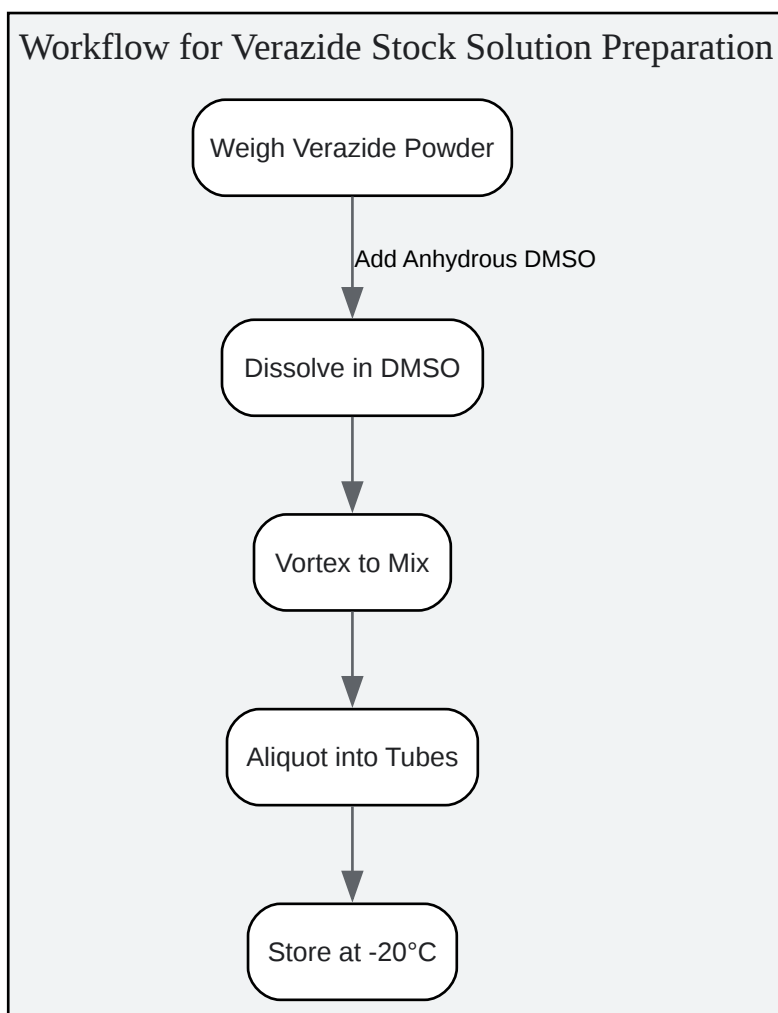 Workflow for Verazide Stock Solution Preparation
Weigh Verazide Powder
Add Anhydrous DMSO
Dissolve in DMSO
Vortex to Mix
Aliquot into Tubes
Store at -20°C